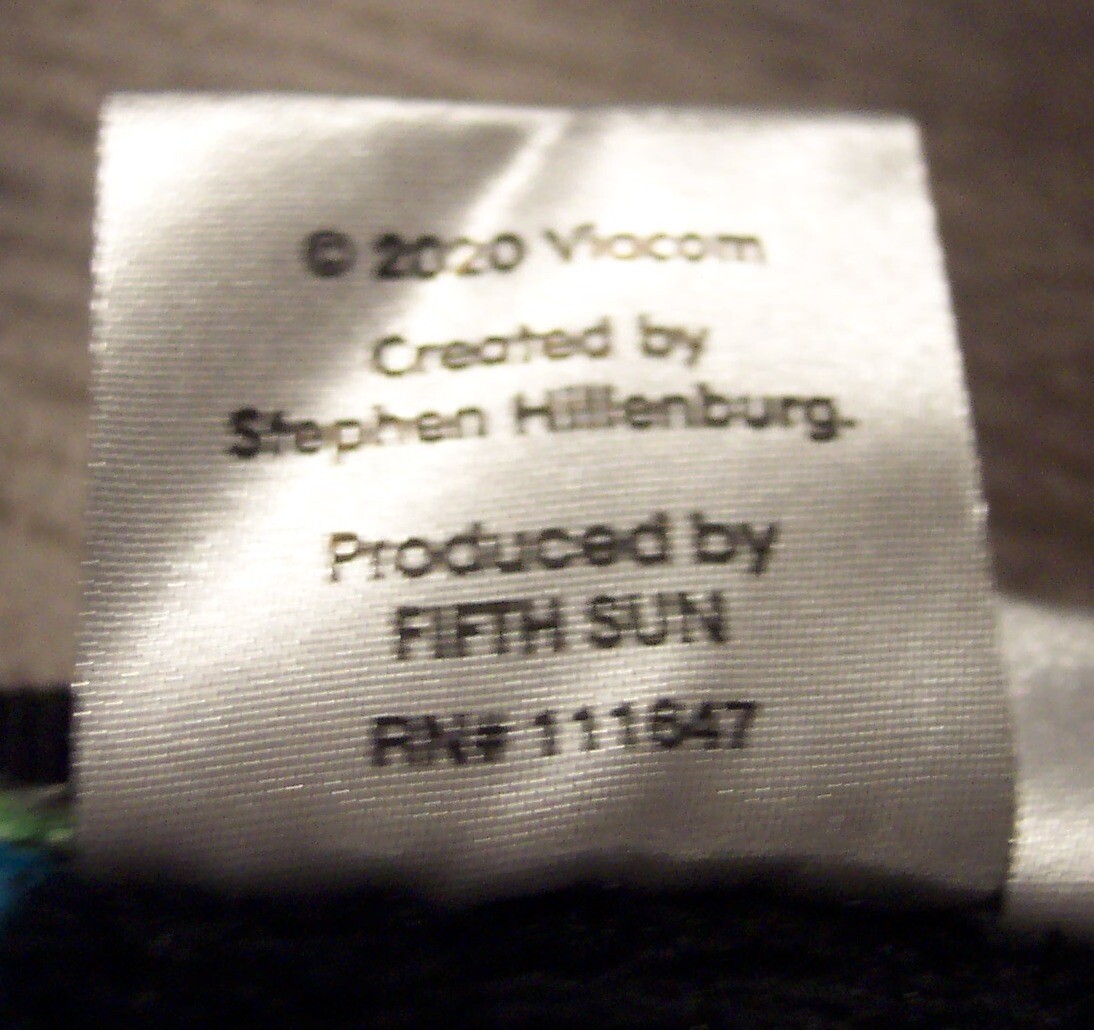 © 2020 Viacom
Created by
Stephen Hillenburg.
Produced by
FIFTH SUN
RN# 111647